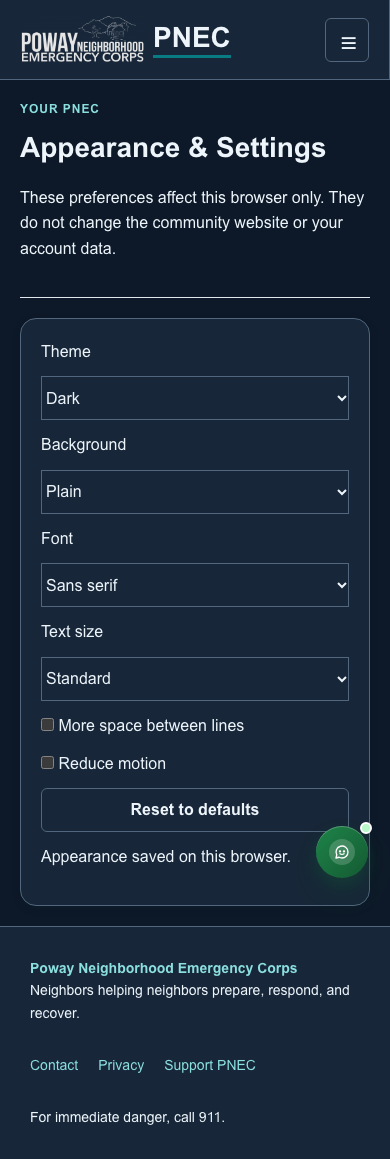 POWAY NEIGHBORHOOD
EMERGENCY CORPS
PNEC
YOUR PNEC
Appearance & Settings
These preferences affect this browser only. They
do not change the community website or your
account data.
Theme
Dark
Background
Plain
Font
Sans serif
Text size
Standard
More space between lines
Reduce motion
Reset to defaults
Appearance saved on this browser.
Poway Neighborhood Emergency Corps
Neighbors helping neighbors prepare, respond, and
recover.
Contact Privacy Support PNEC
For immediate danger, call 911.